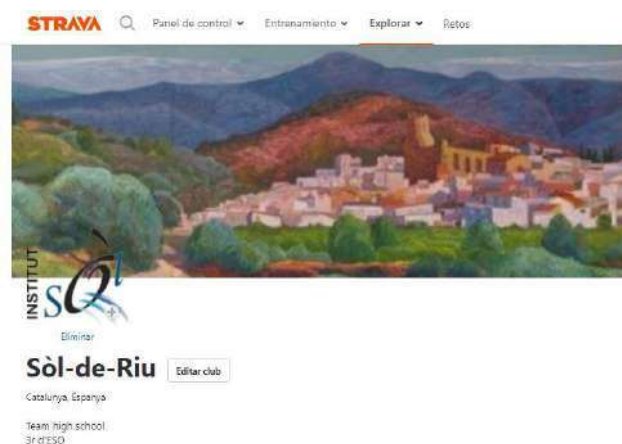 STRAVA Panel de control Entrenamiento Explorar Retos
INSTITUT
SÒl
Eliminar
Sòl-de-Riu Editar club
Catalunya, Espanya
Team high school
3r d'ESO